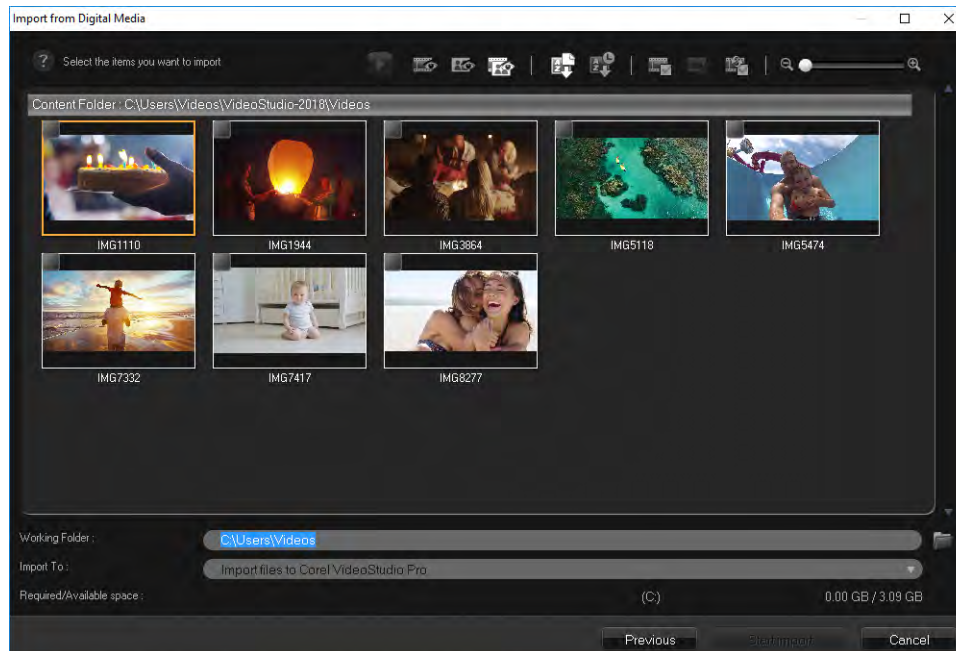 Import from Digital Media
? Select the items you want to import
Content Folder : C:\Users\Videos\VideoStudio-2018\Videos
IMG1110 IMG1944 IMG3864 IMG5118 IMG5474
IMG7332 IMG7417 IMG8277
Working Folder : C:\Users\Videos
Import To : Import files to Corel VideoStudio Pro
Required/Available space : (C:) 0.00 GB / 3.09 GB
Previous Start Import Cancel